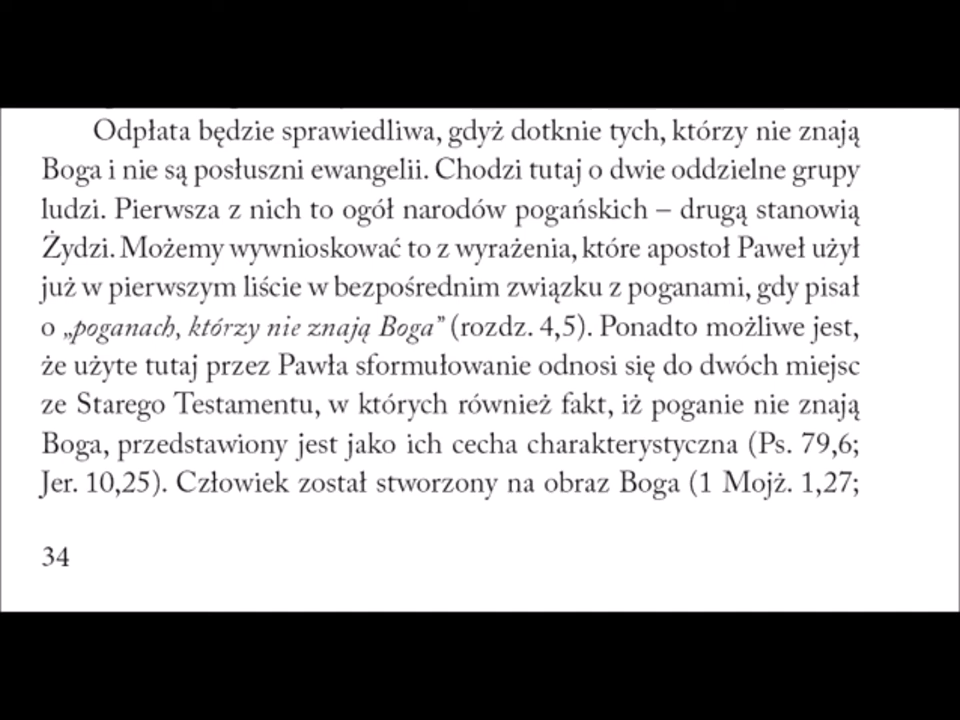 Odpłata będzie sprawiedliwa, gdyż dotknie tych, którzy nie znają
Boga i nie są posłuszni ewangelii. Chodzi tutaj o dwie oddzielne grupy
ludzi. Pierwsza z nich to ogół narodów pogańskich – drugą stanowią
Żydzi. Możemy wywnioskować to z wyrażenia, które apostoł Paweł użył
już w pierwszym liście w bezpośrednim związku z poganami, gdy pisał
o „poganach, którzy nie znają Boga” (rozdz. 4,5). Ponadto możliwe jest,
że użyte tutaj przez Pawła sformułowanie odnosi się do dwóch miejsc
ze Starego Testamentu, w których również fakt, iż poganie nie znają
Boga, przedstawiony jest jako ich cecha charakterystyczna (Ps. 79,6;
Jer. 10,25). Człowiek został stworzony na obraz Boga (1 Mojż. 1,27;
34